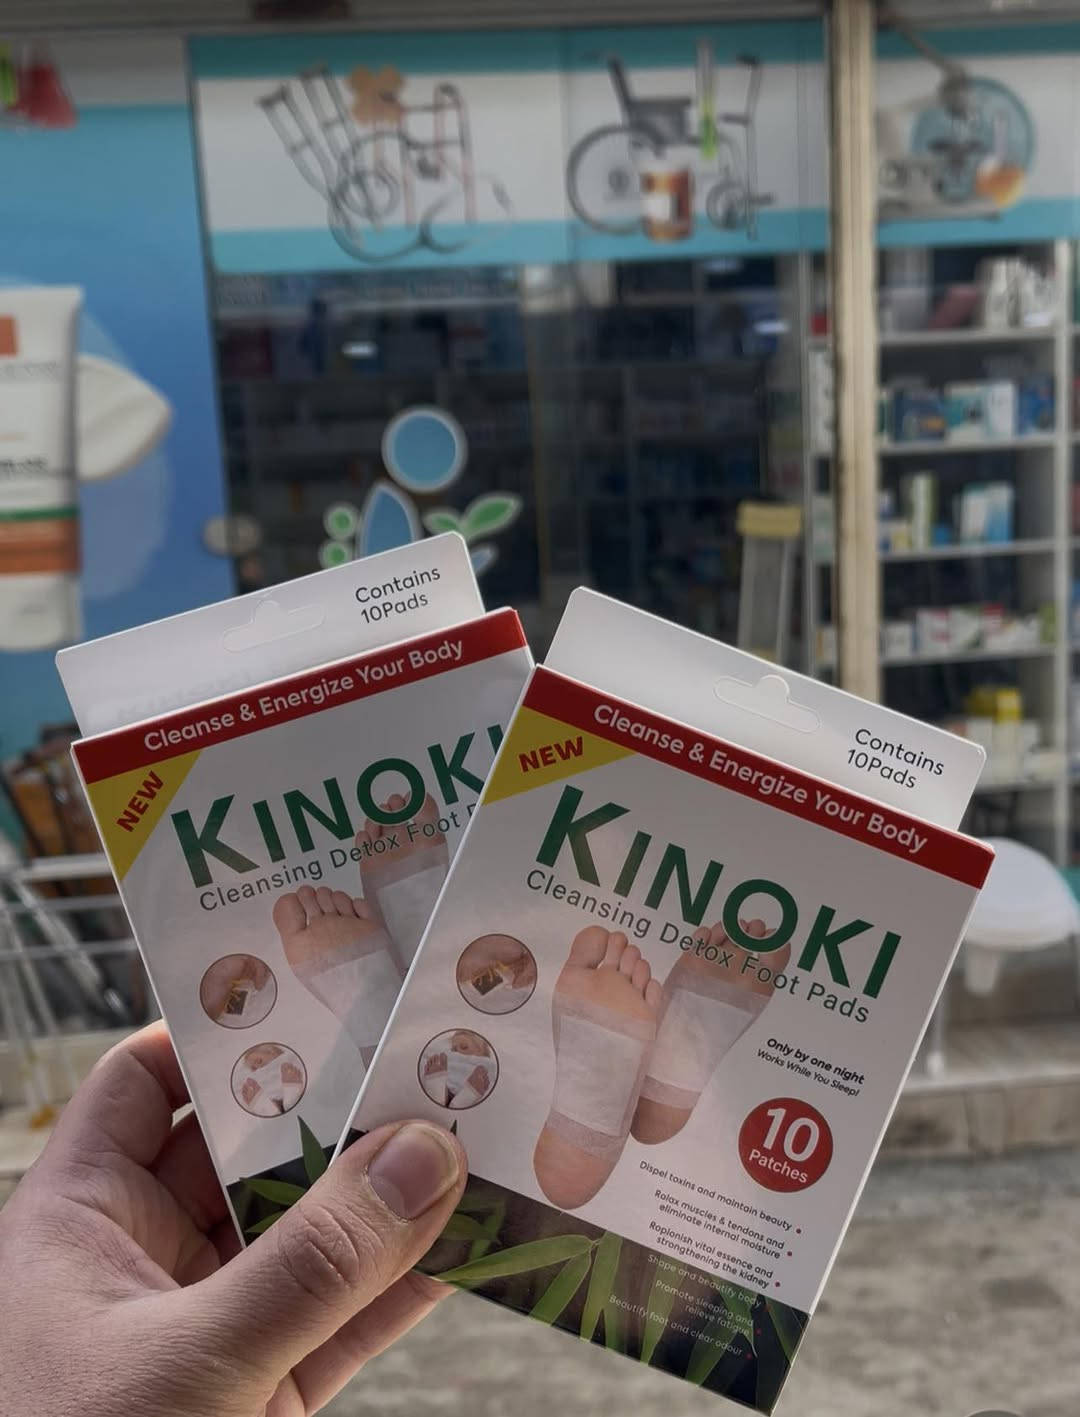 Contains
10Pads
Cleanse & Energize Your Body
NEW
KINOKI
Cleansing Detox Foot
Contains
10Pads
Cleanse & Energize Your Body
NEW
KINOKI
Cleansing Detox Foot Pads
Only by one night
Works While You Sleep!
10
Patches
Dispel toxins and maintain beauty
Ralax muscles & tendons and
eliminate internal moisture
Roplenish vital essence and
strengthening the kidney
Shape and beautify body
Promote sleeping and
relieve fatigue
Beautify foot and clear odour